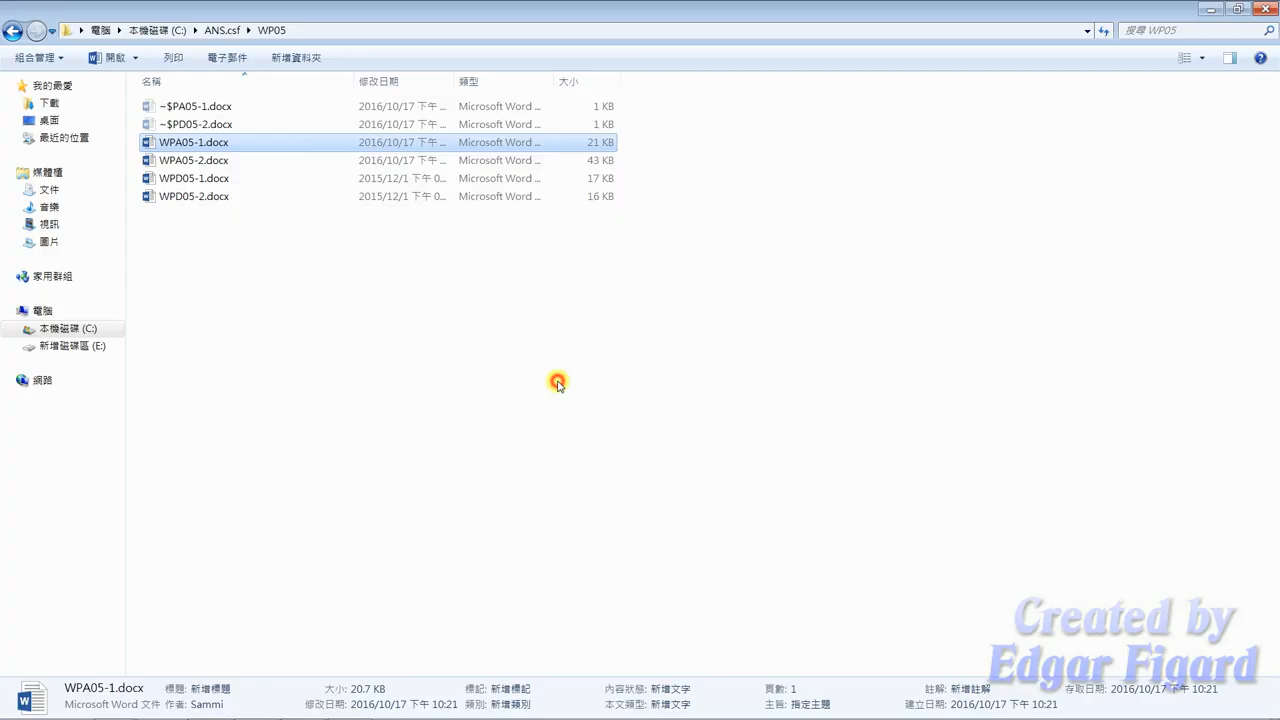 電腦 本機磁碟 (C:) ANS.csf WP05 搜尋 WP05
組合管理 開啟 列印 電子郵件 新增資料夾
名稱 修改日期 類型 大小
~$PA05-1.docx 2016/10/17 下午 ... Microsoft Word ... 1 KB
~$PD05-2.docx 2016/10/17 下午 ... Microsoft Word ... 1 KB
WPA05-1.docx 2016/10/17 下午 ... Microsoft Word ... 21 KB
WPA05-2.docx 2016/10/17 下午 ... Microsoft Word ... 43 KB
WPD05-1.docx 2015/12/1 下午 0... Microsoft Word ... 17 KB
WPD05-2.docx 2015/12/1 下午 0... Microsoft Word ... 16 KB
我的最愛
下載
桌面
最近的位置
媒體櫃
文件
音樂
視訊
圖片
家用群組
電腦
本機磁碟 (C:)
新增磁碟區 (E:)
網路
Created by
Edgar Figard
WPA05-1.docx 標題: 新增標題 大小: 20.7 KB 標記: 新增標記 內容狀態: 新增文字 頁數: 1 註解: 新增註解 存取日期: 2016/10/17 下午 10:21
Microsoft Word 文件 作者: Sammi 修改日期: 2016/10/17 下午 10:21 類別: 新增類別 本文類型: 新增文字 主旨: 指定主題 建立日期: 2016/10/17 下午 10:21